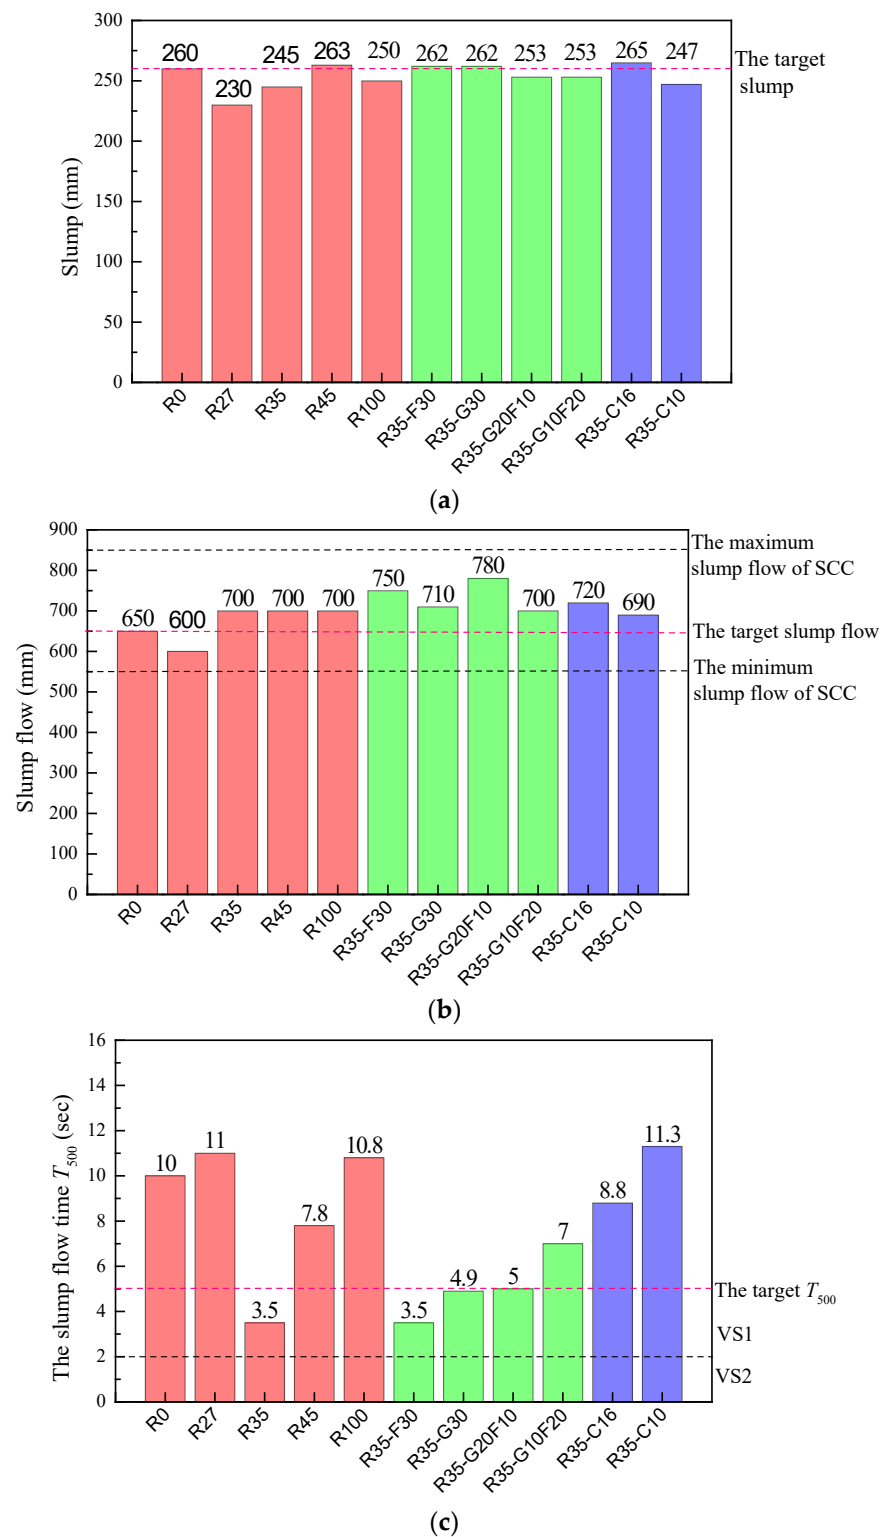 300
250
200
150
100
50
0
Slump (mm)
260
230
245
263
250
262
262
253
253
265
247
The target
slump
R0
R27
R35
R45
R100
R35-F30
R35-G30
R35-G20F10
R35-G10F20
R35-C16
R35-C10
(a)
900
800
700
600
500
400
300
200
100
0
Slump flow (mm)
650
600
700
700
700
750
710
780
700
720
690
The maximum
slump flow of SCC
The target slump flow
The minimum
slump flow of SCC
R0
R27
R35
R45
R100
R35-F30
R35-G30
R35-G20F10
R35-G10F20
R35-C16
R35-C10
(b)
16
14
12
10
8
6
4
2
0
The slump flow time T500 (sec)
10
11
3.5
7.8
10.8
3.5
4.9
5
7
8.8
11.3
The target T500
VS1
VS2
R0
R27
R35
R45
R100
R35-F30
R35-G30
R35-G20F10
R35-G10F20
R35-C16
R35-C10
(c)